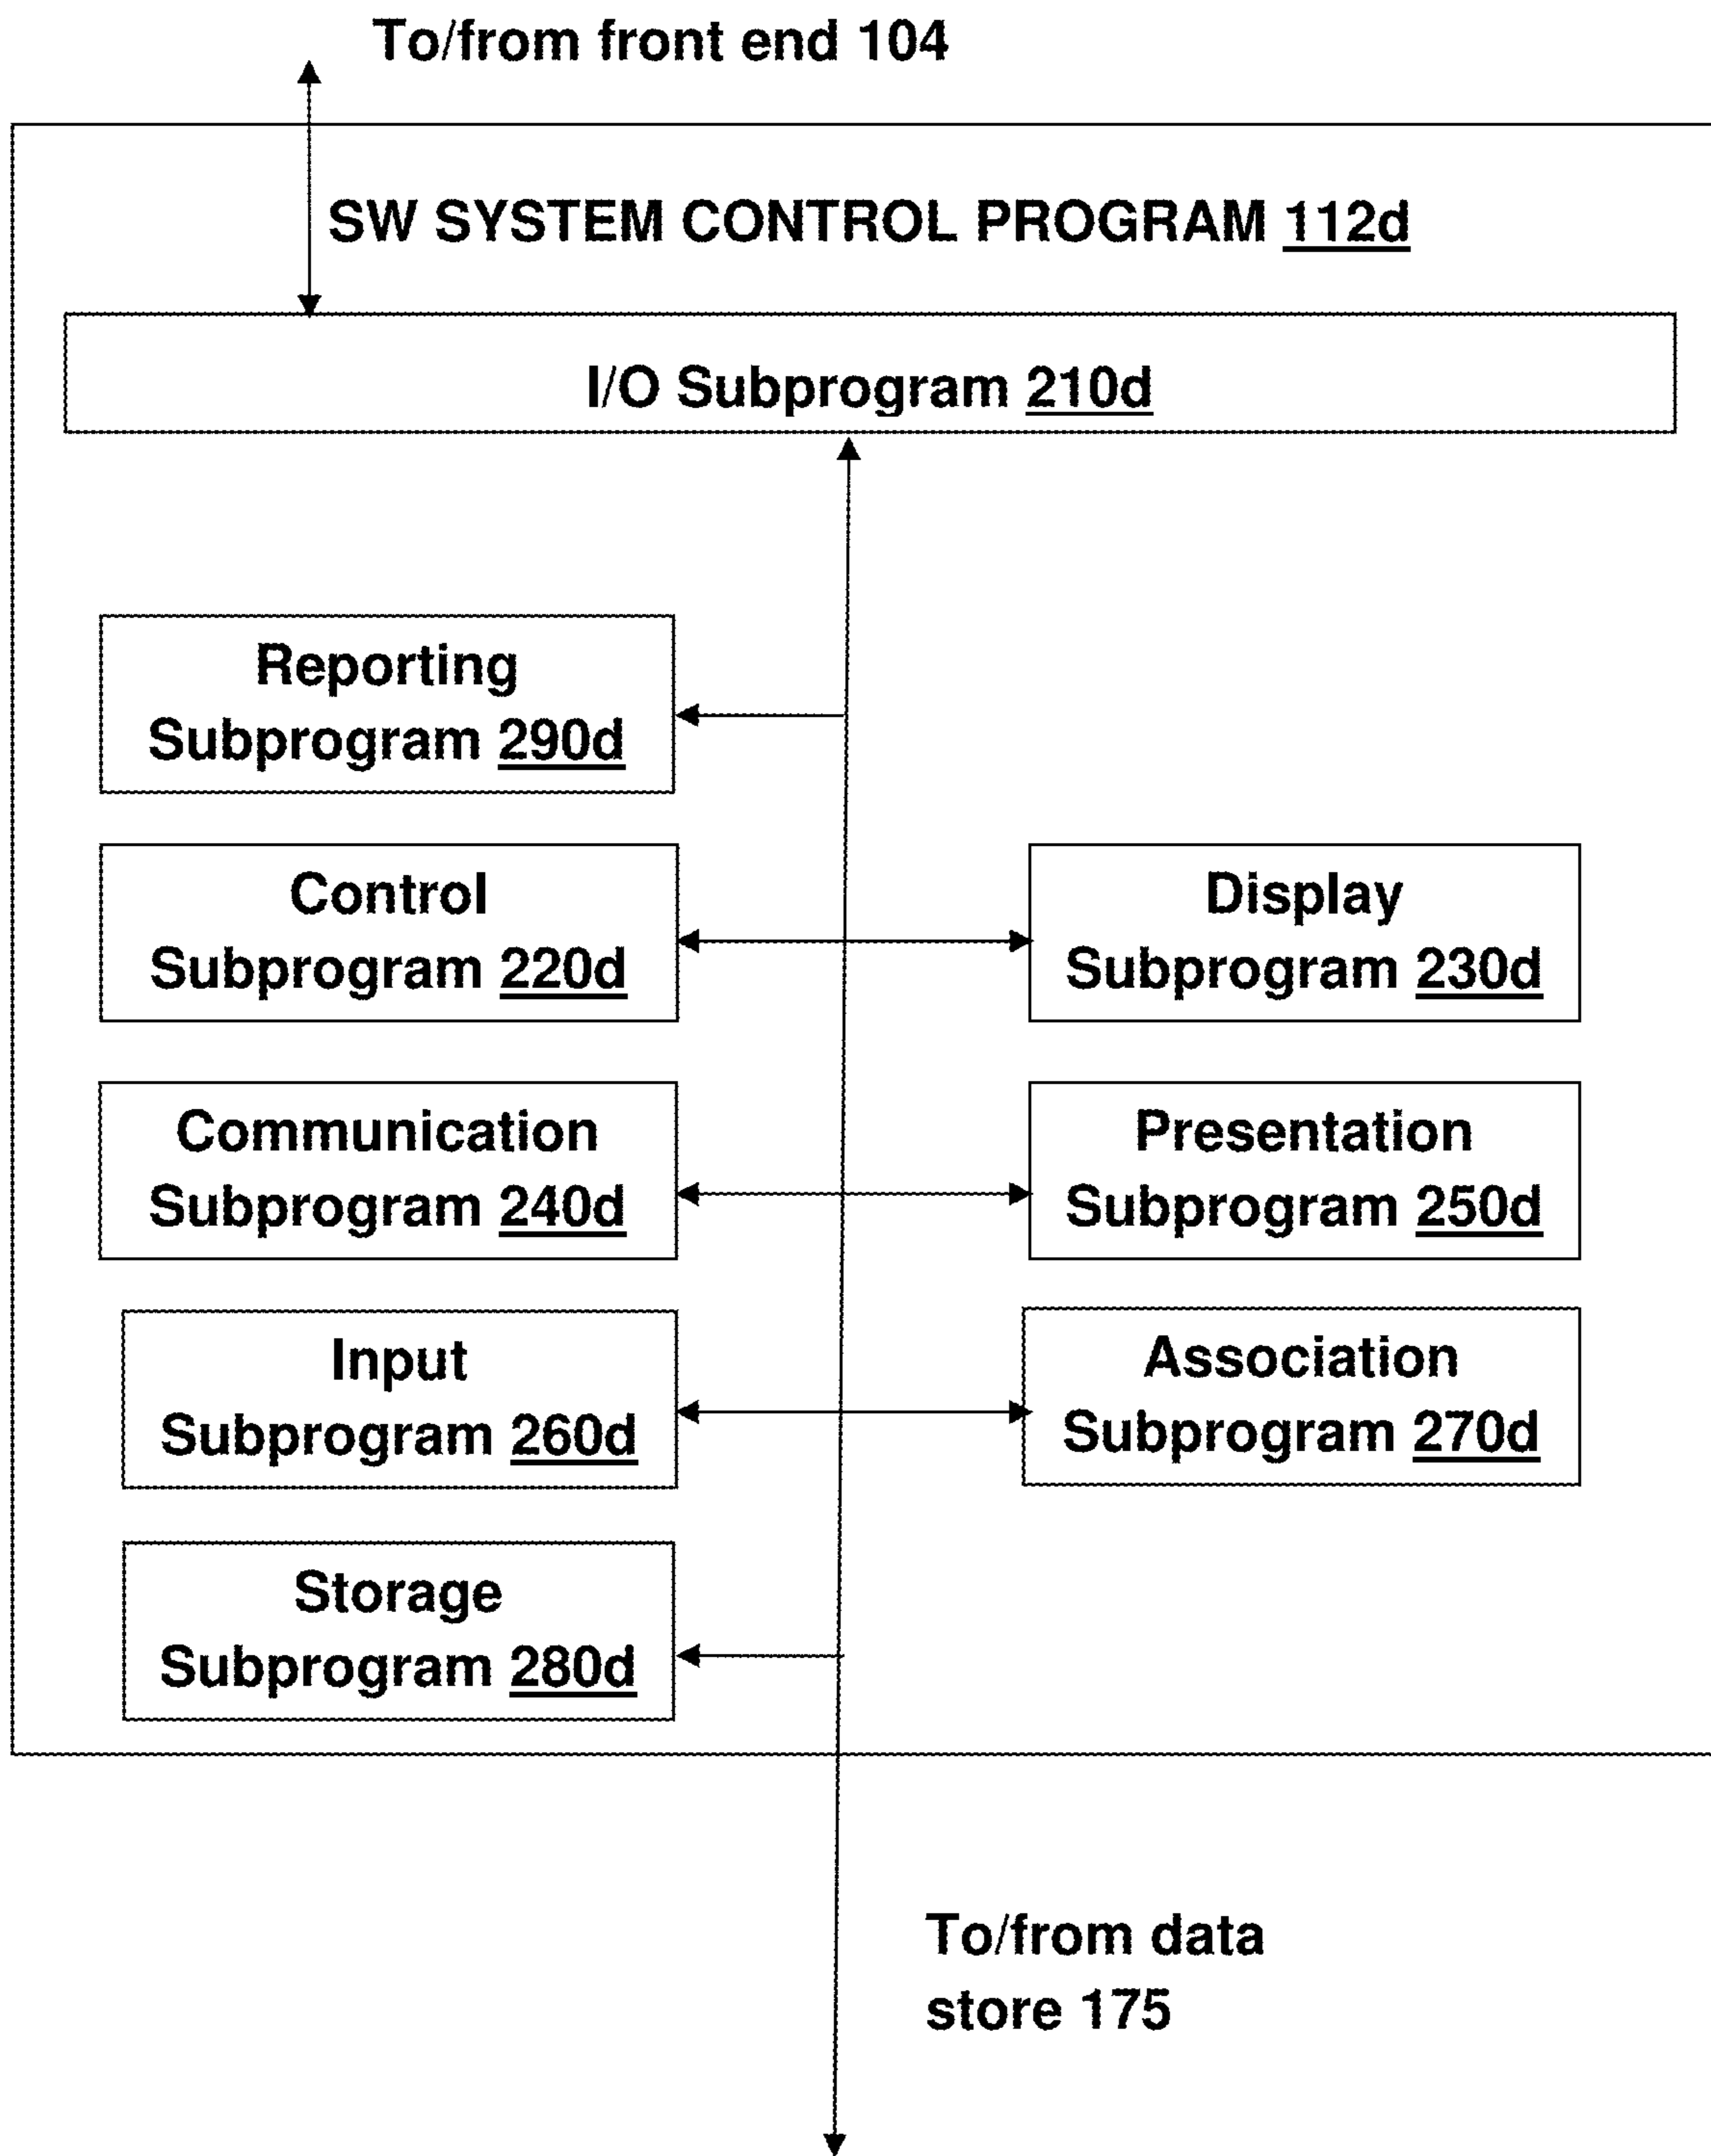 To/from front end 104
SW SYSTEM CONTROL PROGRAM 112d
I/O Subprogram 210d
Reporting
Subprogram 290d
Control
Subprogram 220d
Display
Subprogram 230d
Communication
Subprogram 240d
Presentation
Subprogram 250d
Input
Subprogram 260d
Association
Subprogram 270d
Storage
Subprogram 280d
To/from data
store 175